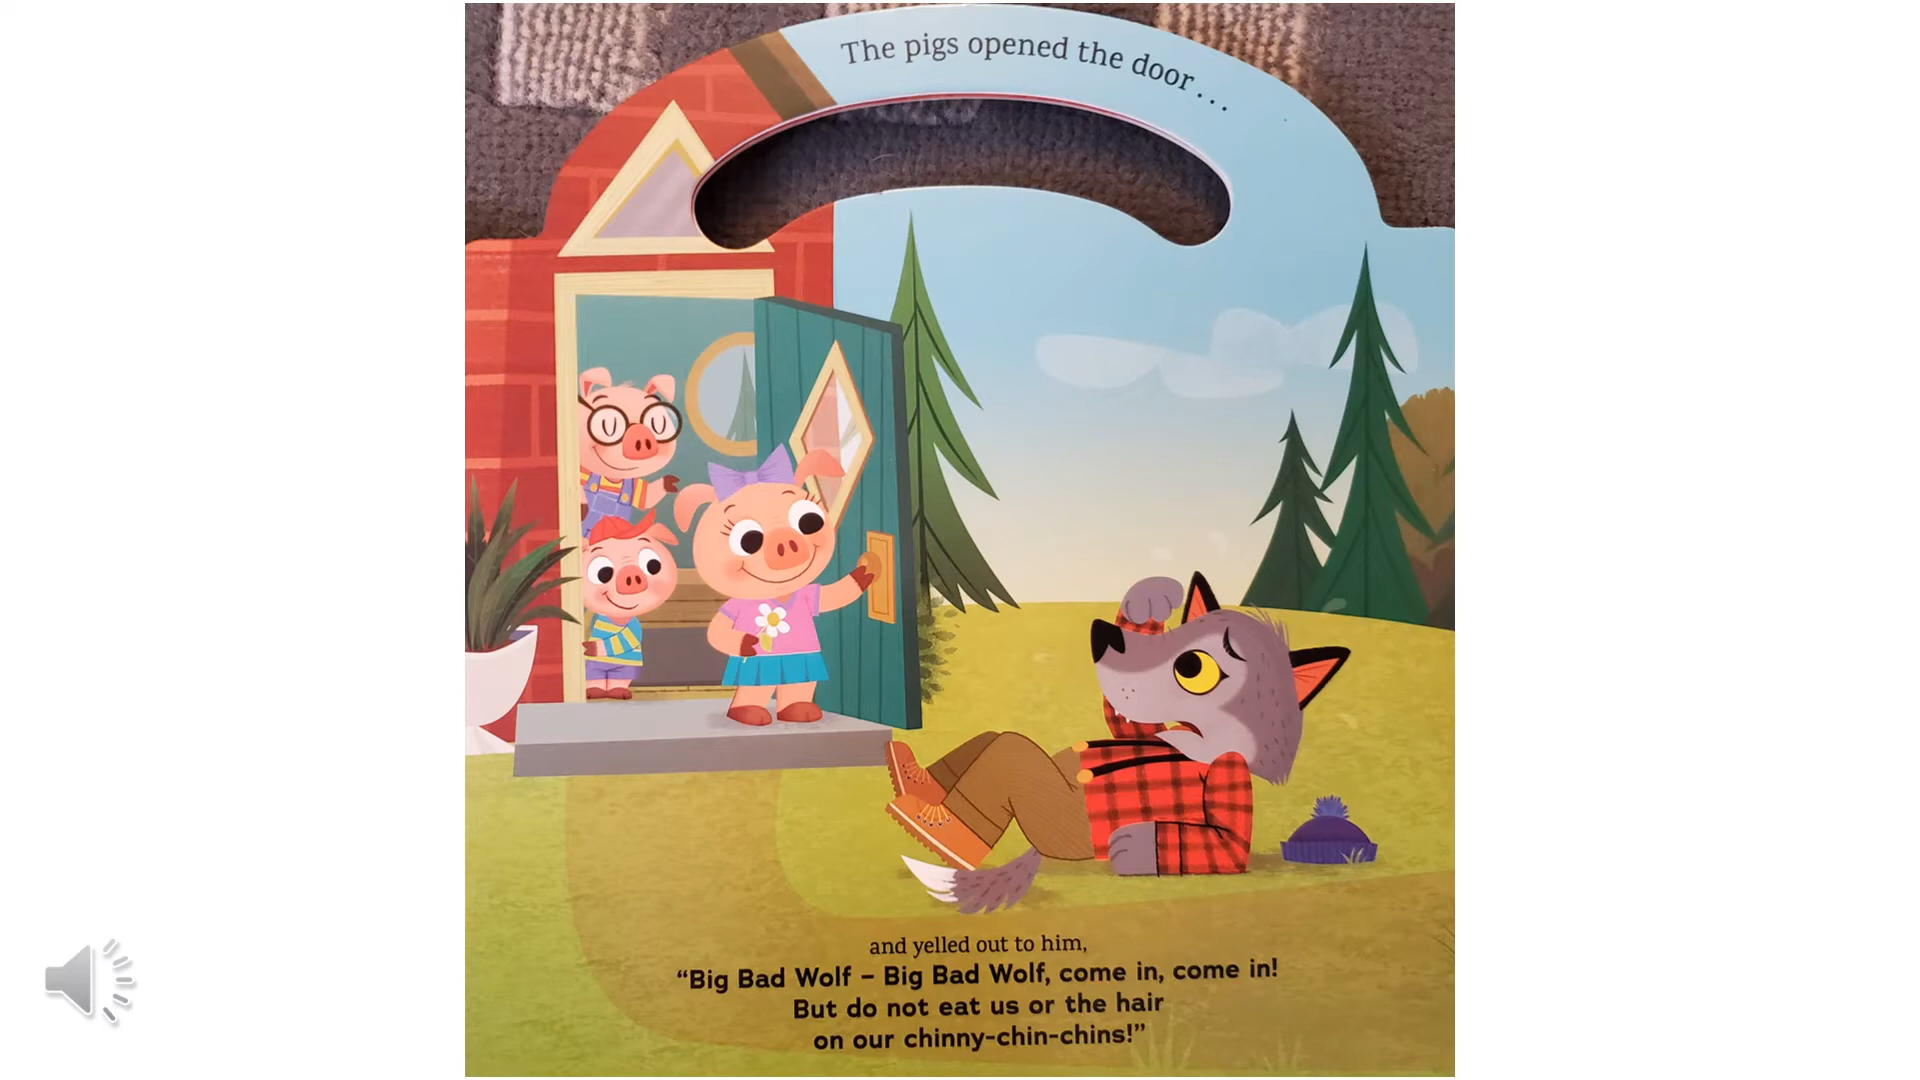 The pigs opened the door . . .
and yelled out to him,
“Big Bad Wolf – Big Bad Wolf, come in, come in!
But do not eat us or the hair
on our chinny-chin-chins!”